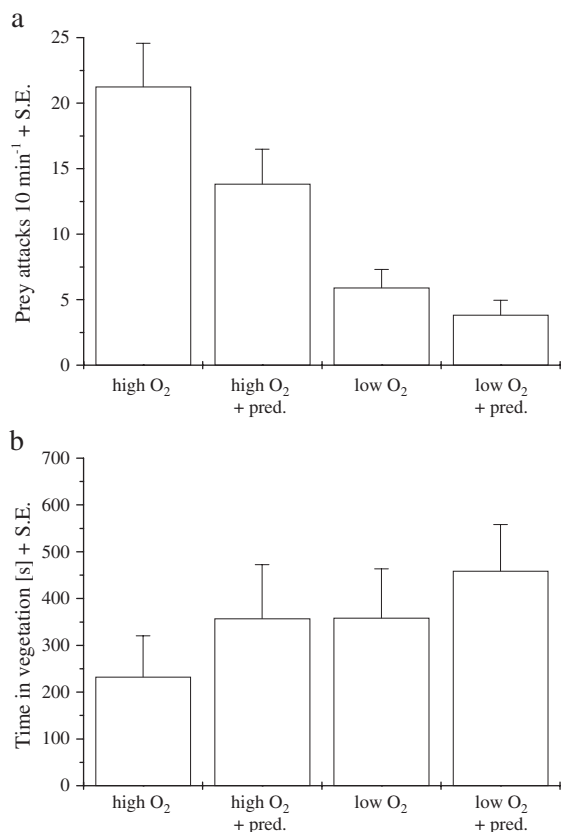 a
Prey attacks 10 min⁻¹ + S.E.
25
20
15
10
5
0
high O₂
high O₂
+ pred.
low O₂
low O₂
+ pred.
b
Time in vegetation [s] + S.E.
700
600
500
400
300
200
100
0
high O₂
high O₂
+ pred.
low O₂
low O₂
+ pred.